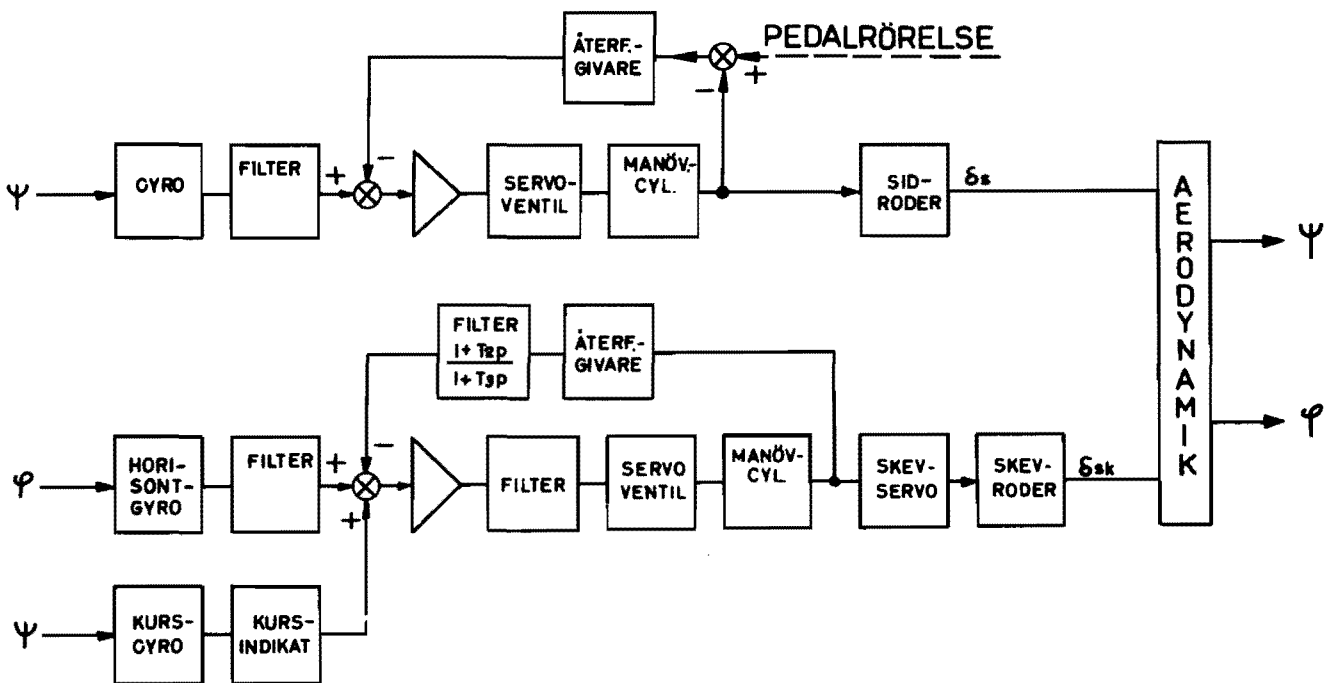 PEDALRÖRELSE
ÅTERF.-
GIVARE
+
−
ψ
GYRO
FILTER
+
−
SERVO-
VENTIL
MANÖV.-
CYL.
SID-
RODER
δs
AERODYNAMIK
ψ
φ
FILTER
1+T2p
1+T3p
ÅTERF.-
GIVARE
φ
HORI-
SONT-
GYRO
FILTER
+
−
+
FILTER
SERVO
VENTIL
MANÖV-
CYL.
SKEV-
SERVO
SKEV-
RODER
δsk
ψ
KURS-
GYRO
KURS-
INDIKAT